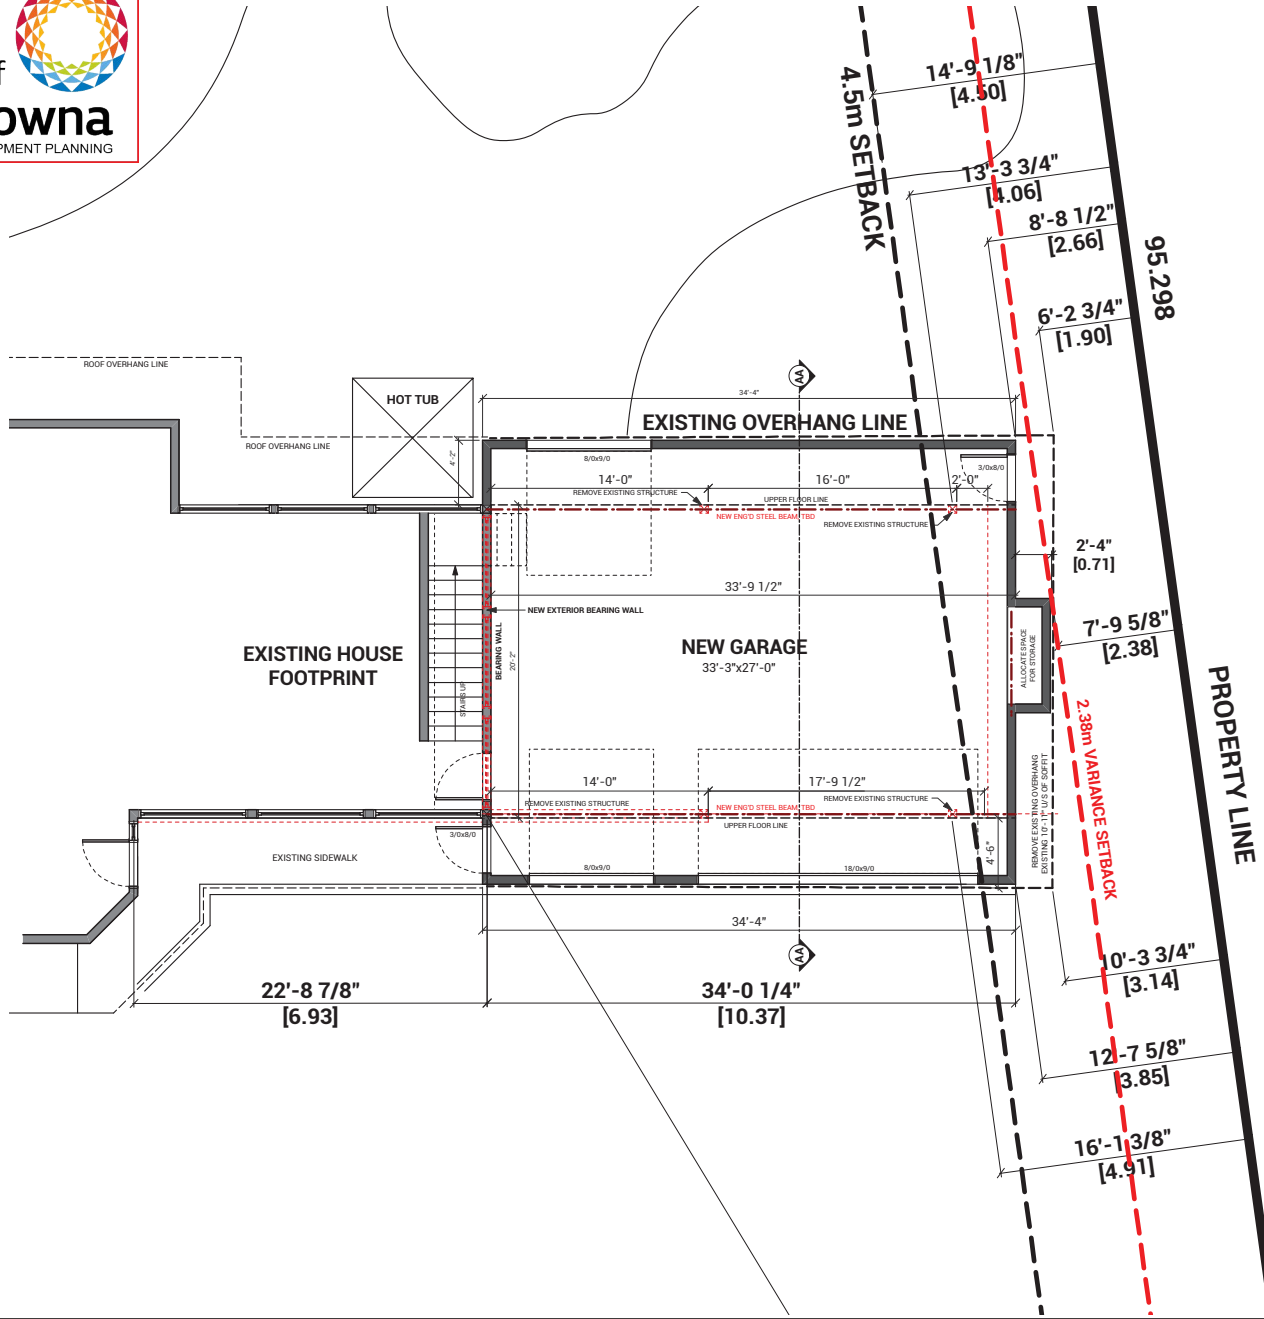 f
owna
PMENT PLANNING
4.5m SETBACK
14'-9 1/8"
[4.50]
13'-3 3/4"
[4.06]
8'-8 1/2"
[2.66]
95.298
6'-2 3/4"
[1.90]
ROOF OVERHANG LINE
HOT TUB
ROOF OVERHANG LINE
4'-2"
AA
34'-4"
EXISTING OVERHANG LINE
8/0x9/0
3/0x8/0
14'-0"
16'-0"
2'-0"
REMOVE EXISTING STRUCTURE
UPPER FLOOR LINE
NEW ENG'D STEEL BEAM TBD
REMOVE EXISTING STRUCTURE
2'-4"
[0.71]
33'-9 1/2"
NEW EXTERIOR BEARING WALL
BEARING WALL
20'-2"
STAIRS UP
EXISTING HOUSE
FOOTPRINT
NEW GARAGE
33'-3"x27'-0"
ALLOCATE SPACE
FOR STORAGE
7'-9 5/8"
[2.38]
PROPERTY LINE
2.38m VARIANCE SETBACK
REMOVE EXISTING OVERHANG
EXISTING 10'-11" U/S OF SOFFIT
14'-0"
17'-9 1/2"
REMOVE EXISTING STRUCTURE
NEW ENG'D STEEL BEAM TBD
REMOVE EXISTING STRUCTURE
UPPER FLOOR LINE
3/0x8/0
EXISTING SIDEWALK
4'-6"
8/0x9/0
18/0x9/0
34'-4"
AA
22'-8 7/8"
[6.93]
34'-0 1/4"
[10.37]
10'-3 3/4"
[3.14]
12'-7 5/8"
[3.85]
16'-1 3/8"
[4.91]